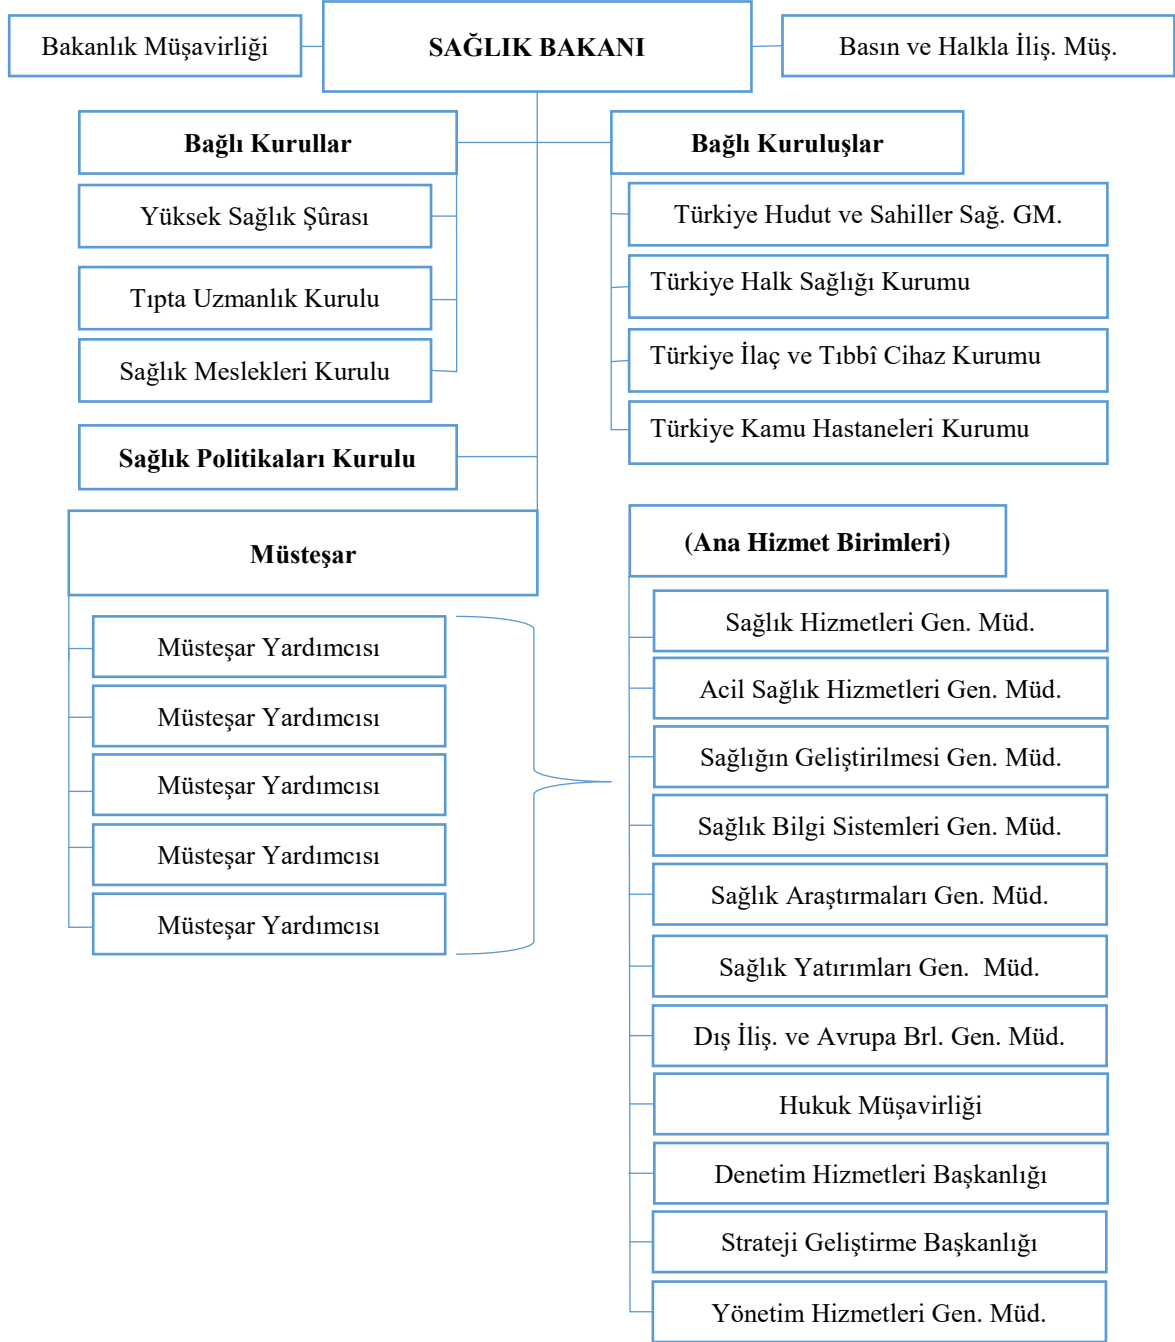 Bakanlık Müşavirliği
SAĞLIK BAKANI
Basın ve Halkla İliş. Müş.
Bağlı Kurullar
Yüksek Sağlık Şûrası
Tıpta Uzmanlık Kurulu
Sağlık Meslekleri Kurulu
Sağlık Politikaları Kurulu
Bağlı Kuruluşlar
Türkiye Hudut ve Sahiller Sağ. GM.
Türkiye Halk Sağlığı Kurumu
Türkiye İlaç ve Tıbbî Cihaz Kurumu
Türkiye Kamu Hastaneleri Kurumu
Müsteşar
Müsteşar Yardımcısı
Müsteşar Yardımcısı
Müsteşar Yardımcısı
Müsteşar Yardımcısı
Müsteşar Yardımcısı
(Ana Hizmet Birimleri)
Sağlık Hizmetleri Gen. Müd.
Acil Sağlık Hizmetleri Gen. Müd.
Sağlığın Geliştirilmesi Gen. Müd.
Sağlık Bilgi Sistemleri Gen. Müd.
Sağlık Araştırmaları Gen. Müd.
Sağlık Yatırımları Gen. Müd.
Dış İliş. ve Avrupa Brl. Gen. Müd.
Hukuk Müşavirliği
Denetim Hizmetleri Başkanlığı
Strateji Geliştirme Başkanlığı
Yönetim Hizmetleri Gen. Müd.